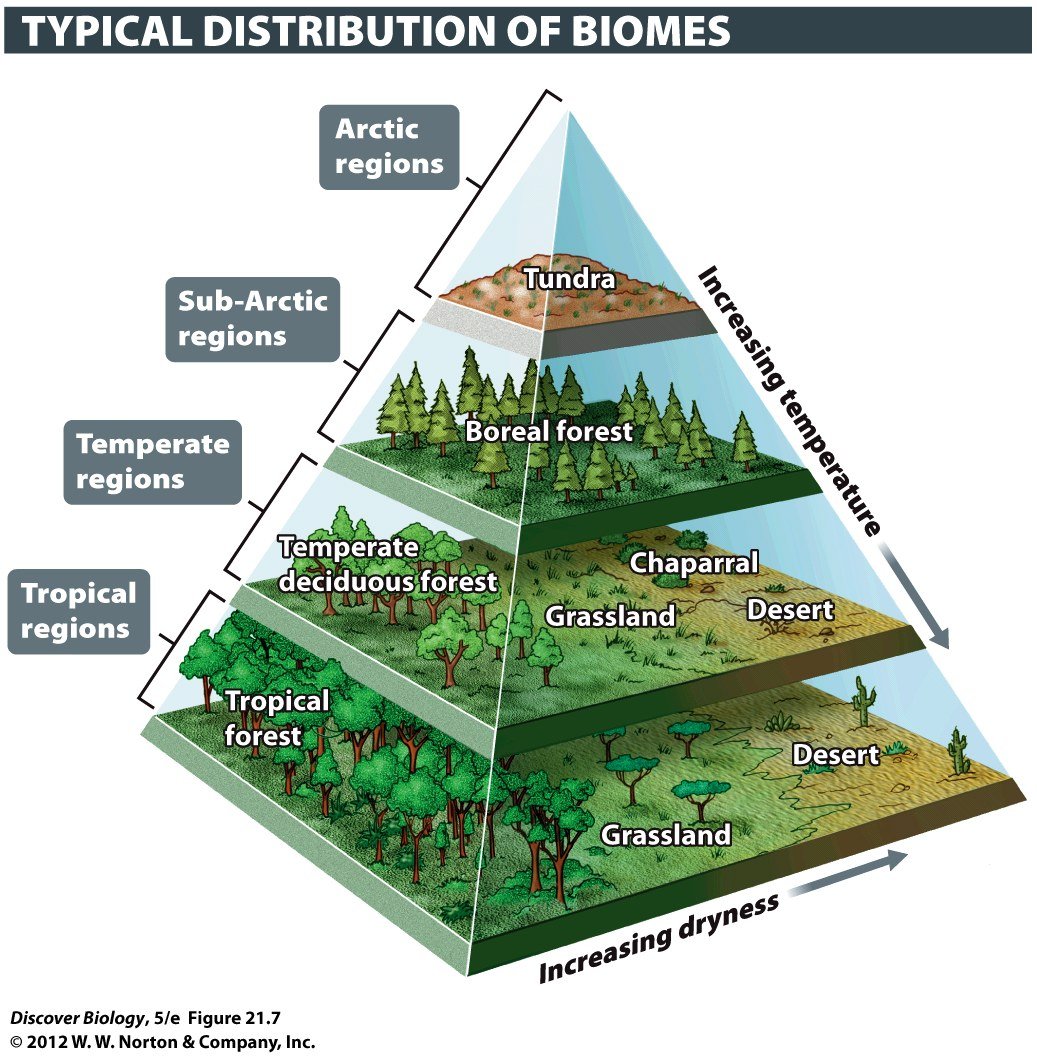 TYPICAL DISTRIBUTION OF BIOMES
Arctic
regions
Tundra
Sub-Arctic
regions
Increasing temperature
Boreal forest
Temperate
regions
Temperate
deciduous forest
Chaparral
Grassland
Desert
Tropical
regions
Tropical
forest
Desert
Grassland
Increasing dryness
Discover Biology, 5/e Figure 21.7
© 2012 W. W. Norton & Company, Inc.